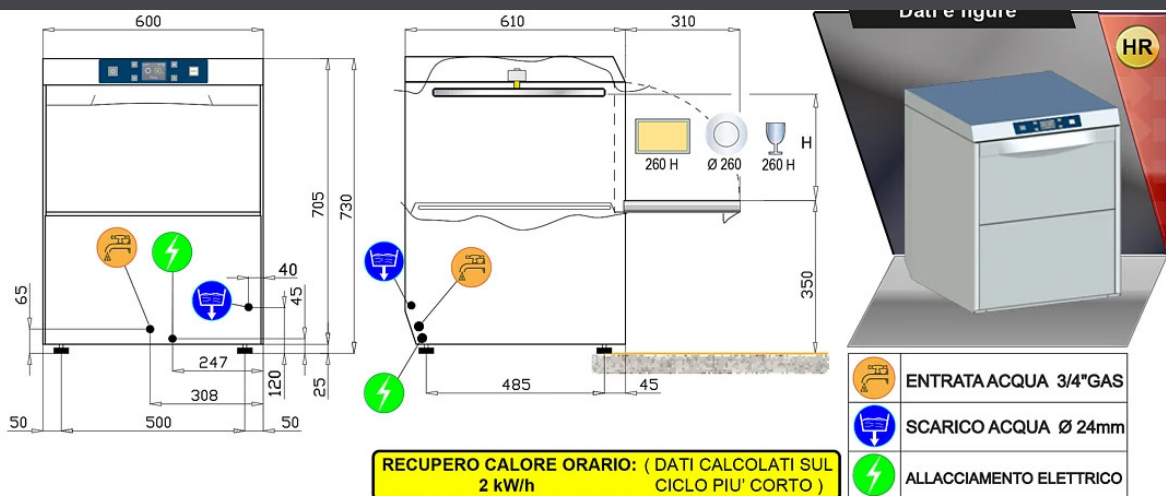 600
610
310
Dati e figure
HR
H
260 H
Ø 260
260 H
705
730
350
65
40
45
247
308
120
25
50
500
50
485
45
ENTRATA ACQUA 3/4"GAS
SCARICO ACQUA Ø 24mm
ALLACCIAMENTO ELETTRICO
RECUPERO CALORE ORARIO: ( DATI CALCOLATI SUL
2 kW/h CICLO PIU' CORTO )